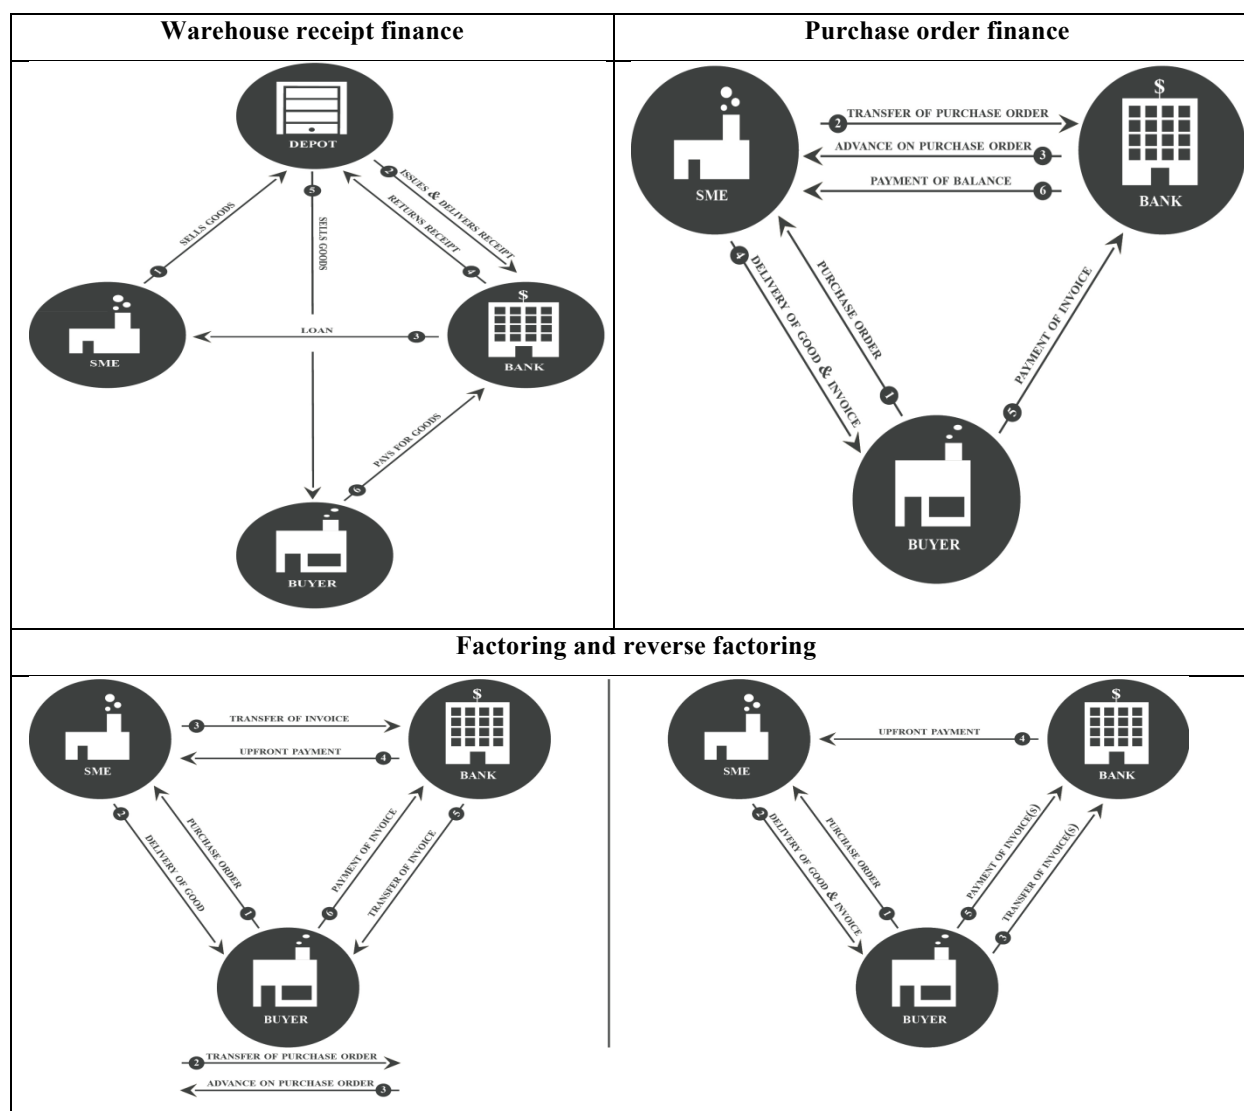 Warehouse receipt finance
Purchase order finance
DEPOT
1 SELLS GOODS
2 ISSUES & DELIVERS RECEIPT
4 RETURNS RECEIPT
5 SELLS GOODS
SME
3 LOAN
$
BANK
6 PAYS FOR GOODS
BUYER
SME
2 TRANSFER OF PURCHASE ORDER
ADVANCE ON PURCHASE ORDER 3
PAYMENT OF BALANCE 6
$
BANK
4 DELIVERY OF GOOD & INVOICE
1 PURCHASE ORDER
5 PAYMENT OF INVOICE
BUYER
Factoring and reverse factoring
SME
3 TRANSFER OF INVOICE
UPFRONT PAYMENT 4
$
BANK
2 DELIVERY OF GOOD
1 PURCHASE ORDER
6 PAYMENT OF INVOICE
5 TRANSFER OF INVOICE
BUYER
2 TRANSFER OF PURCHASE ORDER
ADVANCE ON PURCHASE ORDER 3
SME
UPFRONT PAYMENT 4
$
BANK
2 DELIVERY OF GOOD & INVOICE
1 PURCHASE ORDER
5 PAYMENT OF INVOICE(S)
3 TRANSFER OF INVOICE(S)
BUYER